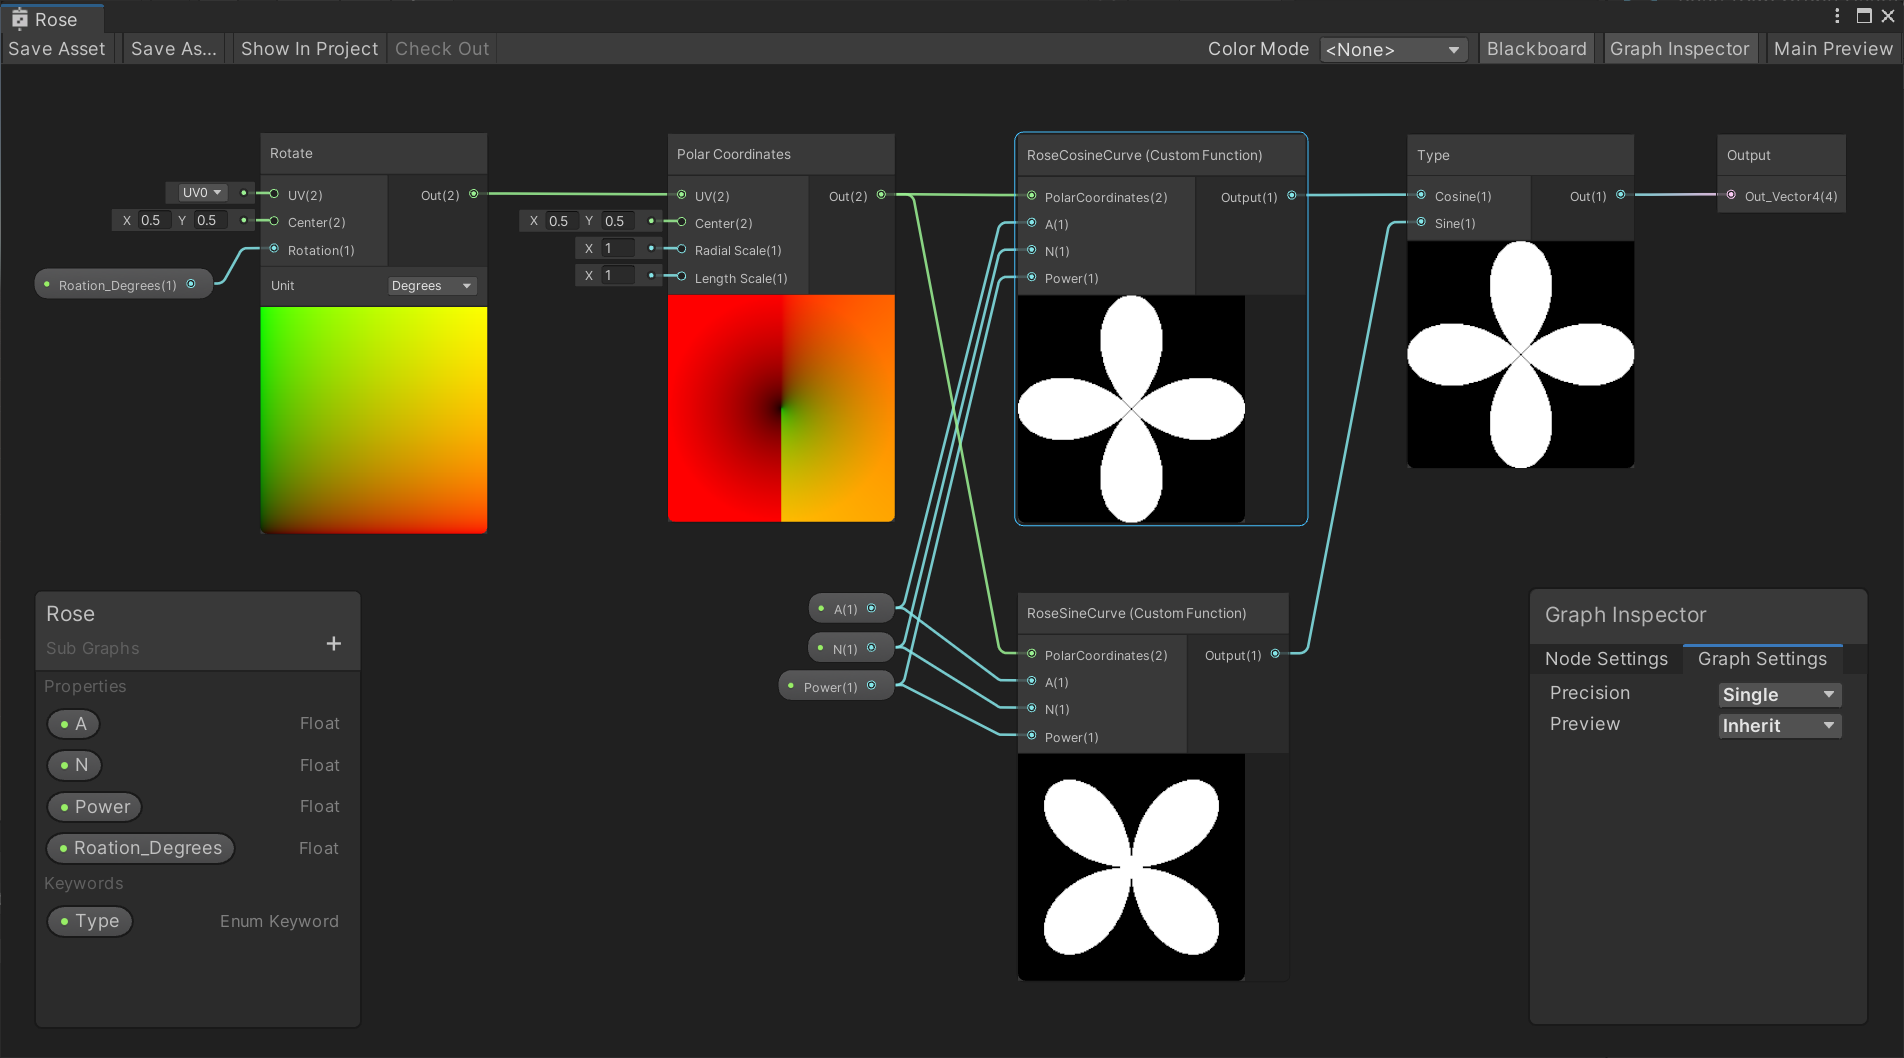 Rose
Save Asset
Save As...
Show In Project
Check Out
Color Mode
<None>
Blackboard
Graph Inspector
Main Preview
Rotate
UV0
UV(2)
Out(2)
X 0.5 Y 0.5
Center(2)
Rotation(1)
Roation_Degrees(1)
Unit
Degrees
Polar Coordinates
UV(2)
Out(2)
X 0.5 Y 0.5
Center(2)
X 1
Radial Scale(1)
X 1
Length Scale(1)
RoseCosineCurve (Custom Function)
PolarCoordinates(2)
Output(1)
A(1)
N(1)
Power(1)
Type
Cosine(1)
Out(1)
Sine(1)
Output
Out_Vector4(4)
A(1)
N(1)
Power(1)
RoseSineCurve (Custom Function)
PolarCoordinates(2)
Output(1)
A(1)
N(1)
Power(1)
Rose
Sub Graphs
+
Properties
A Float
N Float
Power Float
Roation_Degrees Float
Keywords
Type Enum Keyword
Graph Inspector
Node Settings
Graph Settings
Precision Single
Preview Inherit